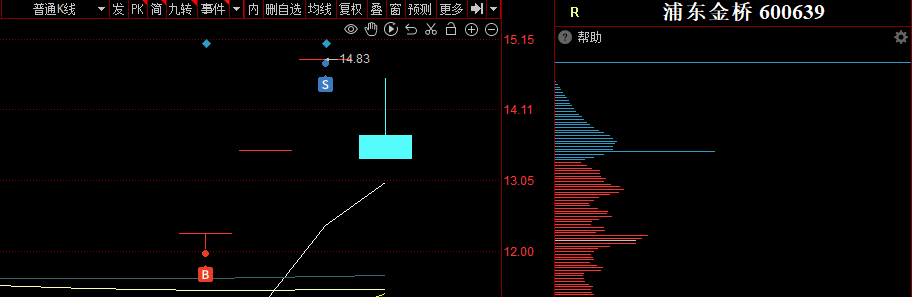 普通K线 发 PK 简 九转 事件 内 删自选 均线 复权 叠 窗 预测 更多
R 浦东金桥 600639
帮助
15.15
14.83
S
14.11
13.05
12.00
B